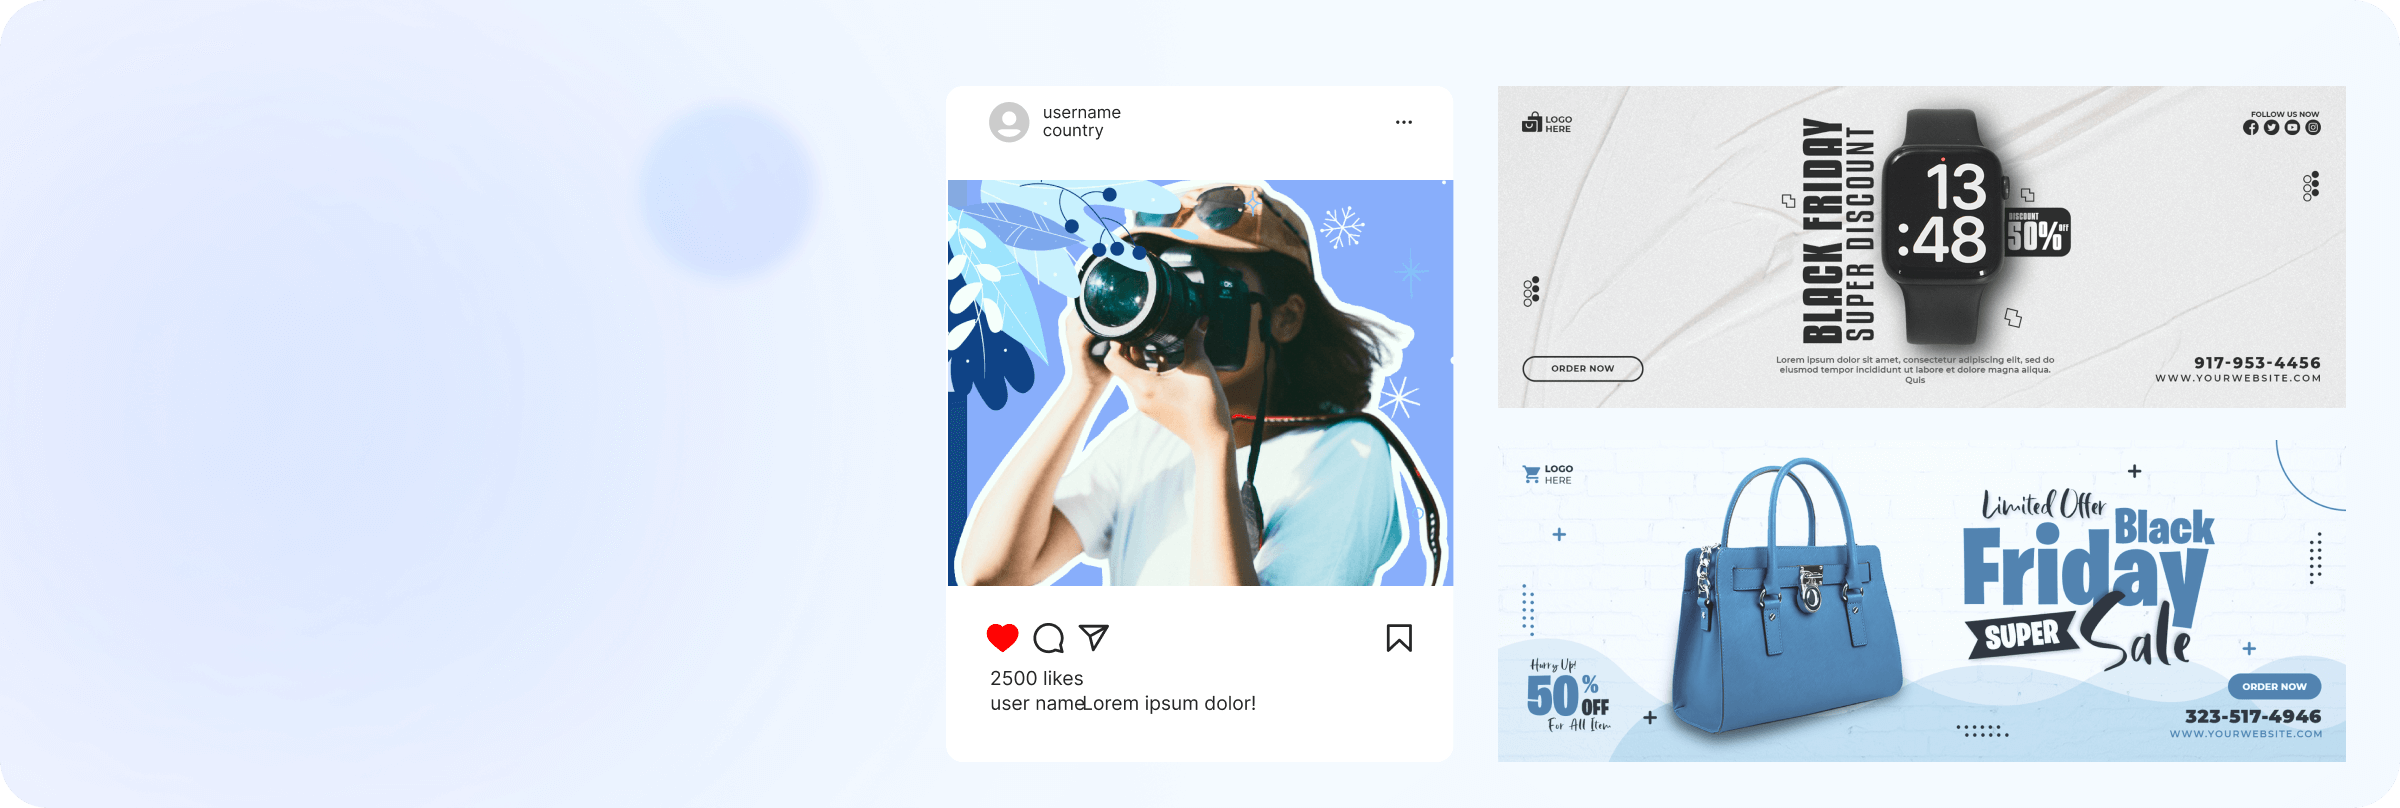 username
country
2500 likes
user nameLorem ipsum dolor!
LOGO
HERE
FOLLOW US NOW
BLACK FRIDAY
SUPER DISCOUNT
13
:48
DISCOUNT
50% OFF
ORDER NOW
Lorem ipsum dolor sit amet, consectetur adipiscing elit, sed do
eiusmod tempor incididunt ut labore et dolore magna aliqua.
Quis
917-953-4456
WWW.YOURWEBSITE.COM
LOGO
HERE
Limited Offer
Black
Friday
SUPER
Sale
Hurry Up!
50% OFF
For All Item
ORDER NOW
323-517-4946
WWW.YOURWEBSITE.COM